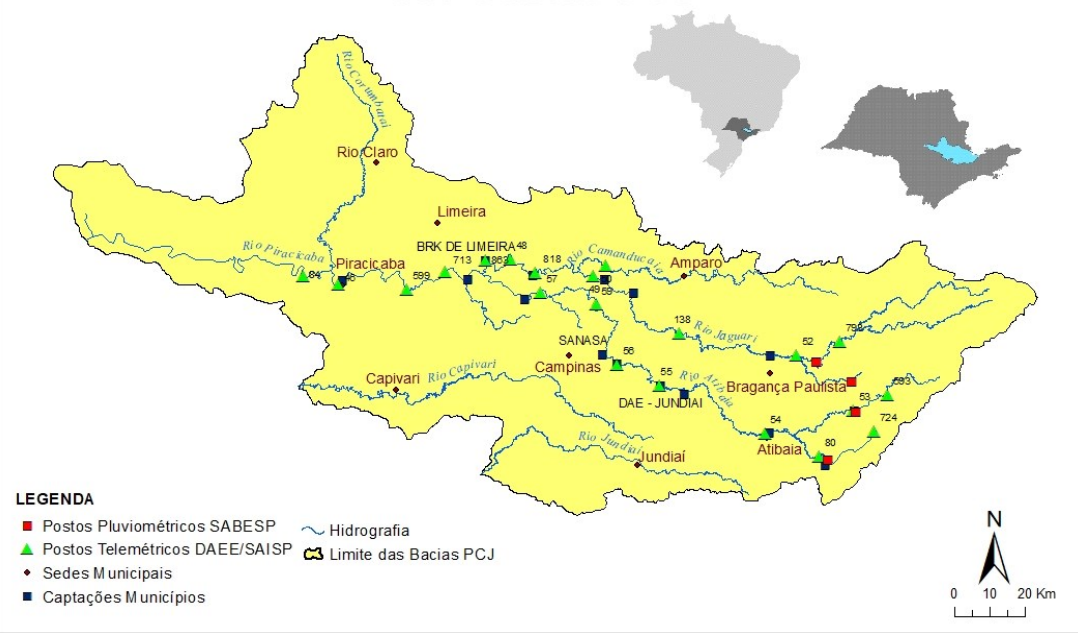 Rio Corumbatai
Rio Claro
Limeira
BRK DE LIMEIRA 48
Rio Piracicaba
Piracicaba
84
599
713
818
Rio Camanducaia
Amparo
57
49
59
138
Rio Jaguari
52
SANASA
Campinas
56
Capivari
Rio Capivari
55
Rio Atibaia
DAE - JUNDIAI
Bragança Paulista
53
724
54
Atibaia
80
Rio Jundiaí
Jundiaí
LEGENDA
Postos Pluviométricos SABESP
Postos Telemétricos DAEE/SAISP
Sedes Municipais
Captações Municípios
Hidrografia
Limite das Bacias PCJ
N
0 10 20 Km